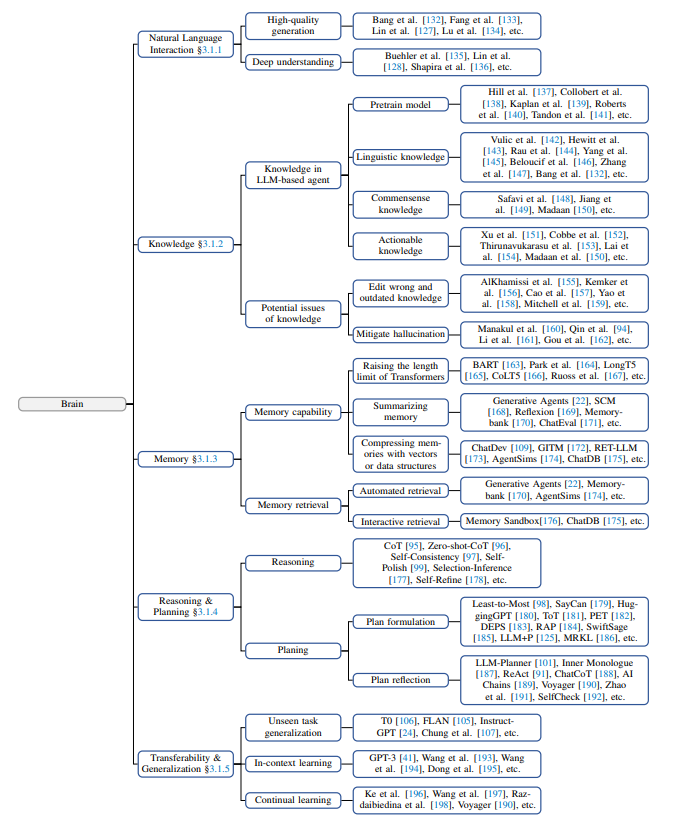 Brain
Natural Language
Interaction §3.1.1
High-quality
generation
Bang et al. [132], Fang et al. [133],
Lin et al. [127], Lu et al. [134], etc.
Deep understanding
Buehler et al. [135], Lin et al.
[128], Shapira et al. [136], etc.
Knowledge §3.1.2
Knowledge in
LLM-based agent
Pretrain model
Hill et al. [137], Collobert et al.
[138], Kaplan et al. [139], Roberts
et al. [140], Tandon et al. [141], etc.
Linguistic knowledge
Vulic et al. [142], Hewitt et al.
[143], Rau et al. [144], Yang et al.
[145], Beloucif et al. [146], Zhang
et al. [147], Bang et al. [132], etc.
Commensense
knowledge
Safavi et al. [148], Jiang et
al. [149], Madaan [150], etc.
Actionable
knowledge
Xu et al. [151], Cobbe et al. [152],
Thirunavukarasu et al. [153], Lai et
al. [154], Madaan et al. [150], etc.
Potential issues
of knowledge
Edit wrong and
outdated knowledge
AlKhamissi et al. [155], Kemker et
al. [156], Cao et al. [157], Yao et
al. [158], Mitchell et al. [159], etc.
Mitigate hallucination
Manakul et al. [160], Qin et al. [94],
Li et al. [161], Gou et al. [162], etc.
Memory §3.1.3
Memory capability
Raising the length
limit of Transformers
BART [163], Park et al. [164], LongT5
[165], CoLT5 [166], Ruoss et al. [167], etc.
Summarizing
memory
Generative Agents [22], SCM
[168], Reflexion [169], Memory-
bank [170], ChatEval [171], etc.
Compressing mem-
ories with vectors
or data structures
ChatDev [109], GITM [172], RET-LLM
[173], AgentSims [174], ChatDB [175], etc.
Memory retrieval
Automated retrieval
Generative Agents [22], Memory-
bank [170], AgentSims [174], etc.
Interactive retrieval
Memory Sandbox[176], ChatDB [175], etc.
Reasoning &
Planning §3.1.4
Reasoning
CoT [95], Zero-shot-CoT [96],
Self-Consistency [97], Self-
Polish [99], Selection-Inference
[177], Self-Refine [178], etc.
Planing
Plan formulation
Least-to-Most [98], SayCan [179], Hug-
gingGPT [180], ToT [181], PET [182],
DEPS [183], RAP [184], SwiftSage
[185], LLM+P [125], MRKL [186], etc.
Plan reflection
LLM-Planner [101], Inner Monologue
[187], ReAct [91], ChatCoT [188], AI
Chains [189], Voyager [190], Zhao
et al. [191], SelfCheck [192], etc.
Transferability &
Generalization §3.1.5
Unseen task
generalization
T0 [106], FLAN [105], Instruct-
GPT [24], Chung et al. [107], etc.
In-context learning
GPT-3 [41], Wang et al. [193], Wang
et al. [194], Dong et al. [195], etc.
Continual learning
Ke et al. [196], Wang et al. [197], Raz-
daibiedina et al. [198], Voyager [190], etc.